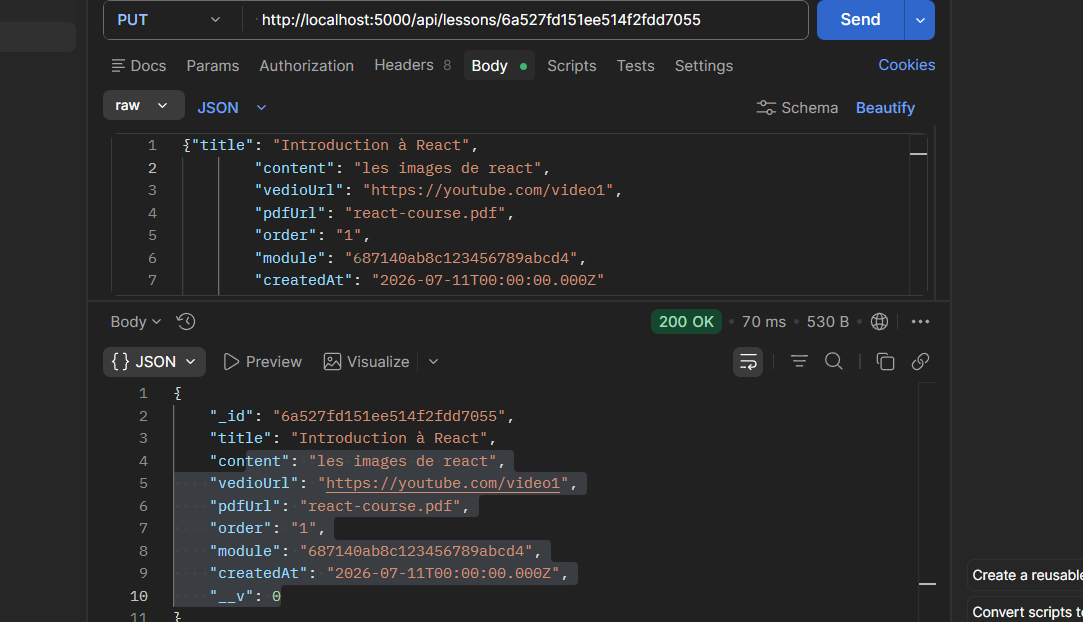 PUT http://localhost:5000/api/lessons/6a527fd151ee514f2fdd7055 Send
Docs Params Authorization Headers 8 Body Scripts Tests Settings Cookies
raw JSON Schema Beautify
1 {"title": "Introduction à React",
2 "content": "les images de react",
3 "vedioUrl": "https://youtube.com/video1",
4 "pdfUrl": "react-course.pdf",
5 "order": "1",
6 "module": "687140ab8c123456789abcd4",
7 "createdAt": "2026-07-11T00:00:00.000Z"
Body 200 OK • 70 ms • 530 B •
{} JSON Preview Visualize
1 {
2 "_id": "6a527fd151ee514f2fdd7055",
3 "title": "Introduction à React",
4 "content": "les images de react",
5 "vedioUrl": "https://youtube.com/video1",
6 "pdfUrl": "react-course.pdf",
7 "order": "1",
8 "module": "687140ab8c123456789abcd4",
9 "createdAt": "2026-07-11T00:00:00.000Z",
10 "__v": 0
11 }
Create a reusable
Convert scripts to